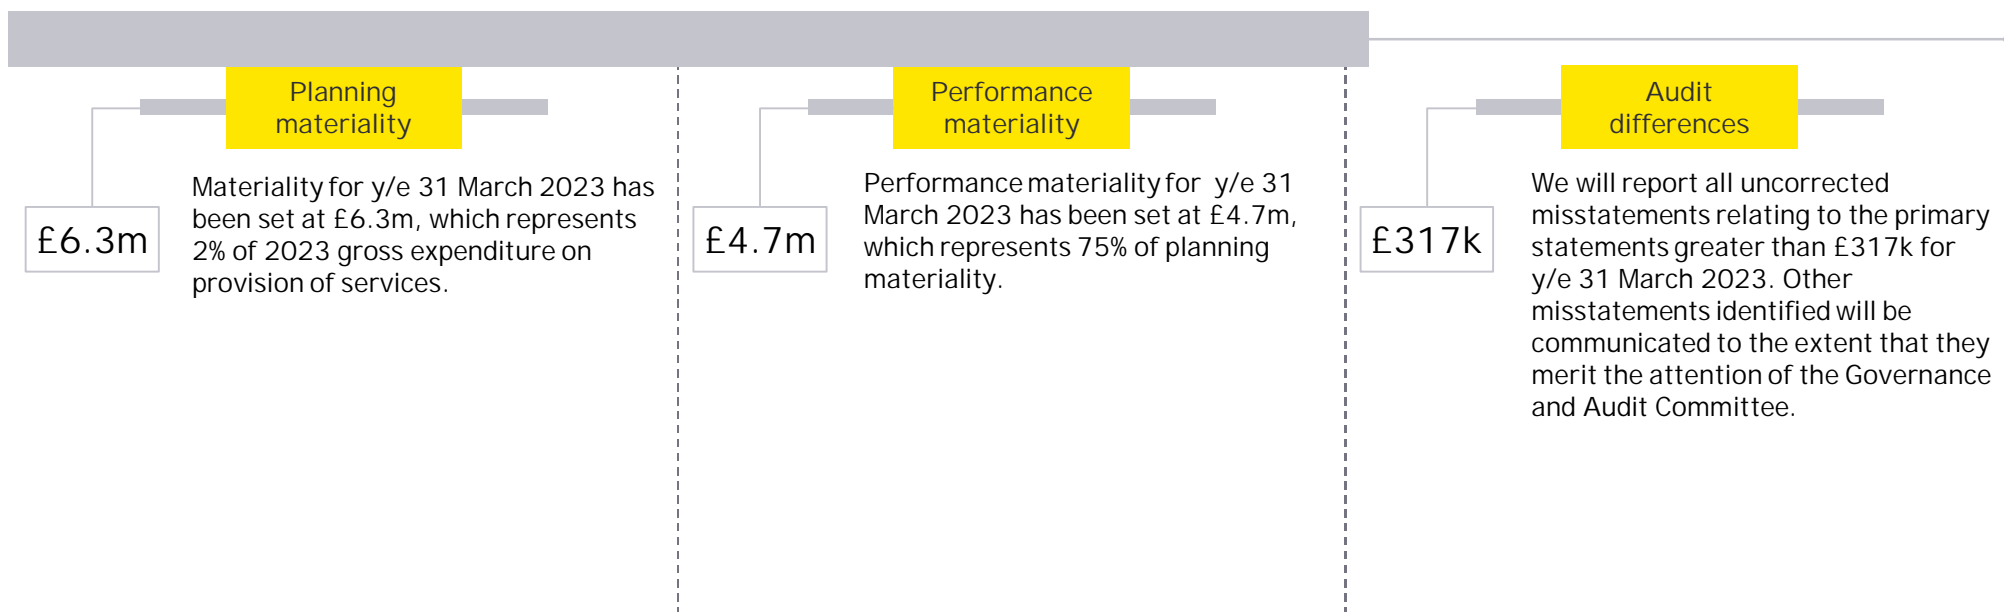 Planning
materiality
£6.3m
Materiality for y/e 31 March 2023 has
been set at £6.3m, which represents
2% of 2023 gross expenditure on
provision of services.
Performance
materiality
£4.7m
Performance materiality for y/e 31
March 2023 has been set at £4.7m,
which represents 75% of planning
materiality.
Audit
differences
£317k
We will report all uncorrected
misstatements relating to the primary
statements greater than £317k for
y/e 31 March 2023. Other
misstatements identified will be
communicated to the extent that they
merit the attention of the Governance
and Audit Committee.